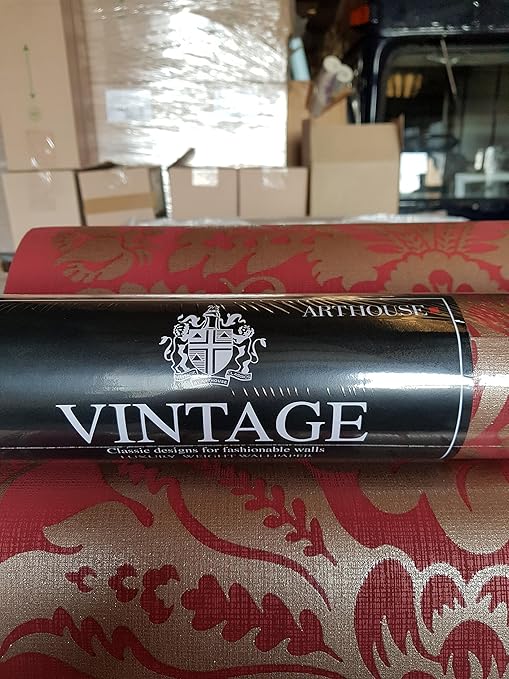 ARTHOUSE
VINTAGE
Classic designs for fashionable walls
LUXURY WEIGHT WALLPAPER